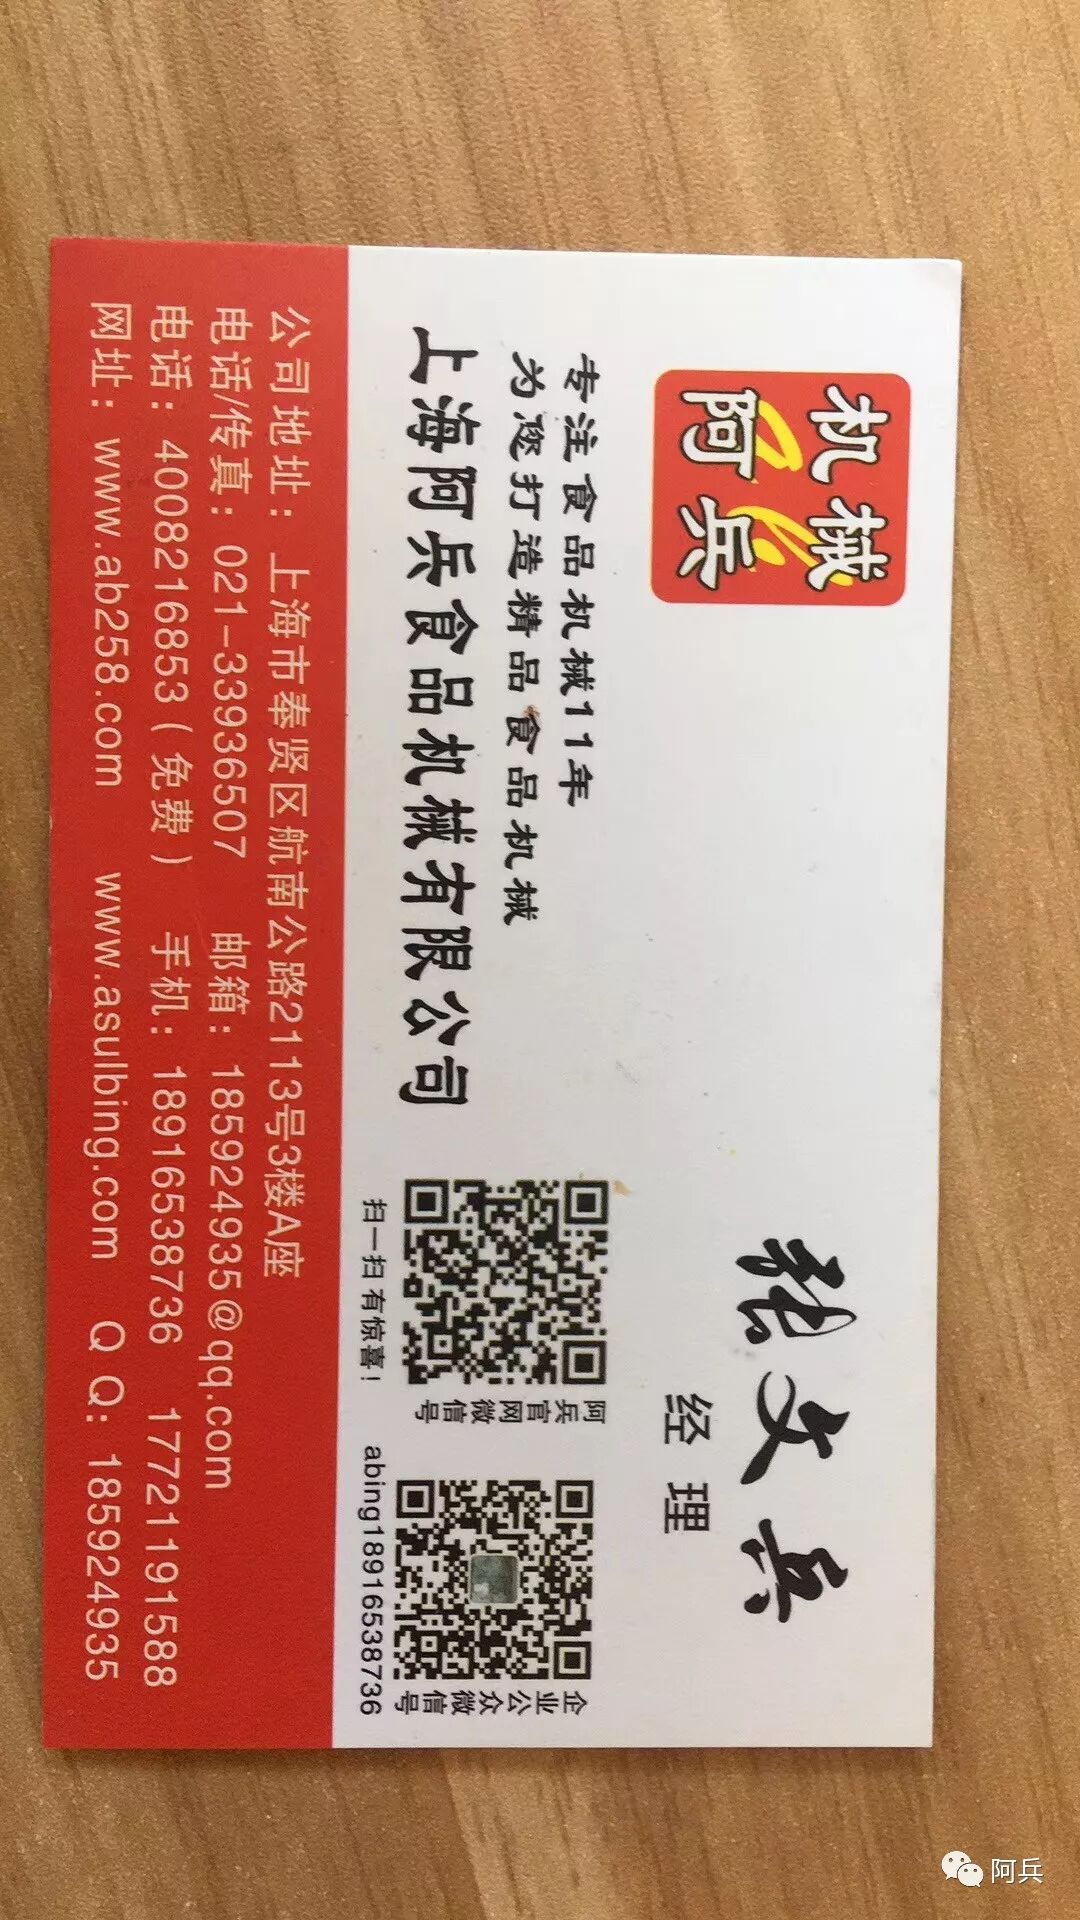 机械
阿兵
张文兵
经理
专注食品机械11年
为您打造精品食品机械
上海阿兵食品机械有限公司
阿兵官网微信号
企业公众微信号
扫一扫 有惊喜!
abing18916538736
公司地址: 上海市奉贤区航南公路2113号3楼A座
电话/传真: 021-33936507 邮箱: 185924935@qq.com
电话: 4008216853(免费) 手机: 18916538736 17721191588
网址: www.ab258.com www.asulbing.com Q Q: 185924935
阿兵